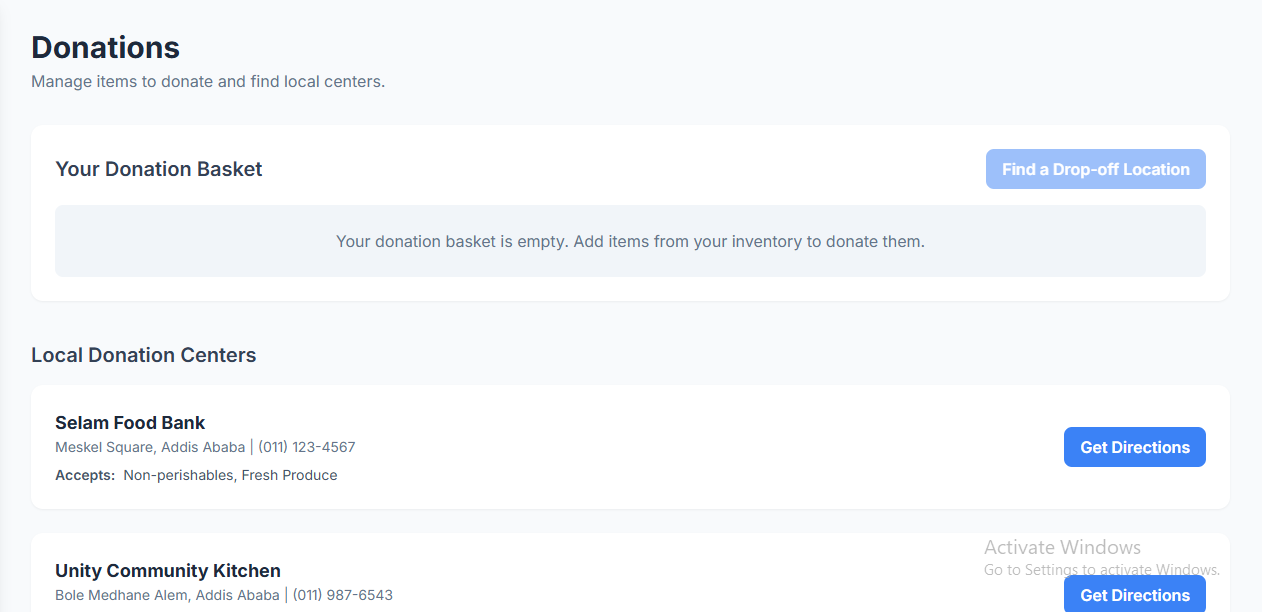 Donations
Manage items to donate and find local centers.
Your Donation Basket
Find a Drop-off Location
Your donation basket is empty. Add items from your inventory to donate them.
Local Donation Centers
Selam Food Bank
Meskel Square, Addis Ababa | (011) 123-4567
Accepts: Non-perishables, Fresh Produce
Get Directions
Unity Community Kitchen
Bole Medhane Alem, Addis Ababa | (011) 987-6543
Get Directions
Activate Windows
Go to Settings to activate Windows.